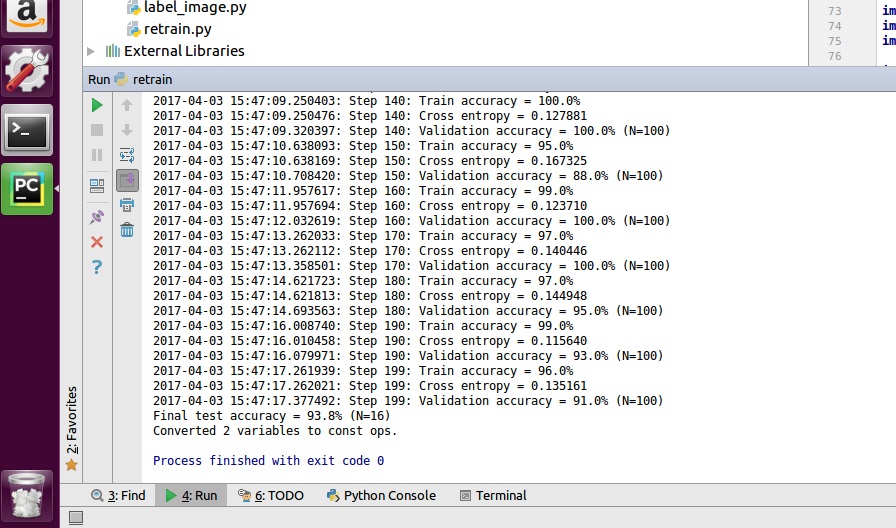 label_image.py
retrain.py
External Libraries
73
74
75
76
im
im
im
Run retrain
2017-04-03 15:47:09.250403: Step 140: Train accuracy = 100.0%
2017-04-03 15:47:09.250476: Step 140: Cross entropy = 0.127881
2017-04-03 15:47:09.320397: Step 140: Validation accuracy = 100.0% (N=100)
2017-04-03 15:47:10.638093: Step 150: Train accuracy = 95.0%
2017-04-03 15:47:10.638169: Step 150: Cross entropy = 0.167325
2017-04-03 15:47:10.708420: Step 150: Validation accuracy = 88.0% (N=100)
2017-04-03 15:47:11.957617: Step 160: Train accuracy = 99.0%
2017-04-03 15:47:11.957694: Step 160: Cross entropy = 0.123710
2017-04-03 15:47:12.032619: Step 160: Validation accuracy = 100.0% (N=100)
2017-04-03 15:47:13.262033: Step 170: Train accuracy = 97.0%
2017-04-03 15:47:13.262112: Step 170: Cross entropy = 0.140446
2017-04-03 15:47:13.358501: Step 170: Validation accuracy = 100.0% (N=100)
2017-04-03 15:47:14.621723: Step 180: Train accuracy = 97.0%
2017-04-03 15:47:14.621813: Step 180: Cross entropy = 0.144948
2017-04-03 15:47:14.693563: Step 180: Validation accuracy = 95.0% (N=100)
2017-04-03 15:47:16.008740: Step 190: Train accuracy = 99.0%
2017-04-03 15:47:16.010458: Step 190: Cross entropy = 0.115640
2017-04-03 15:47:16.079971: Step 190: Validation accuracy = 93.0% (N=100)
2017-04-03 15:47:17.261939: Step 199: Train accuracy = 96.0%
2017-04-03 15:47:17.262021: Step 199: Cross entropy = 0.135161
2017-04-03 15:47:17.377492: Step 199: Validation accuracy = 91.0% (N=100)
Final test accuracy = 93.8% (N=16)
Converted 2 variables to const ops.
Process finished with exit code 0
PC
2: Favorites
3: Find 4: Run 6: TODO Python Console Terminal